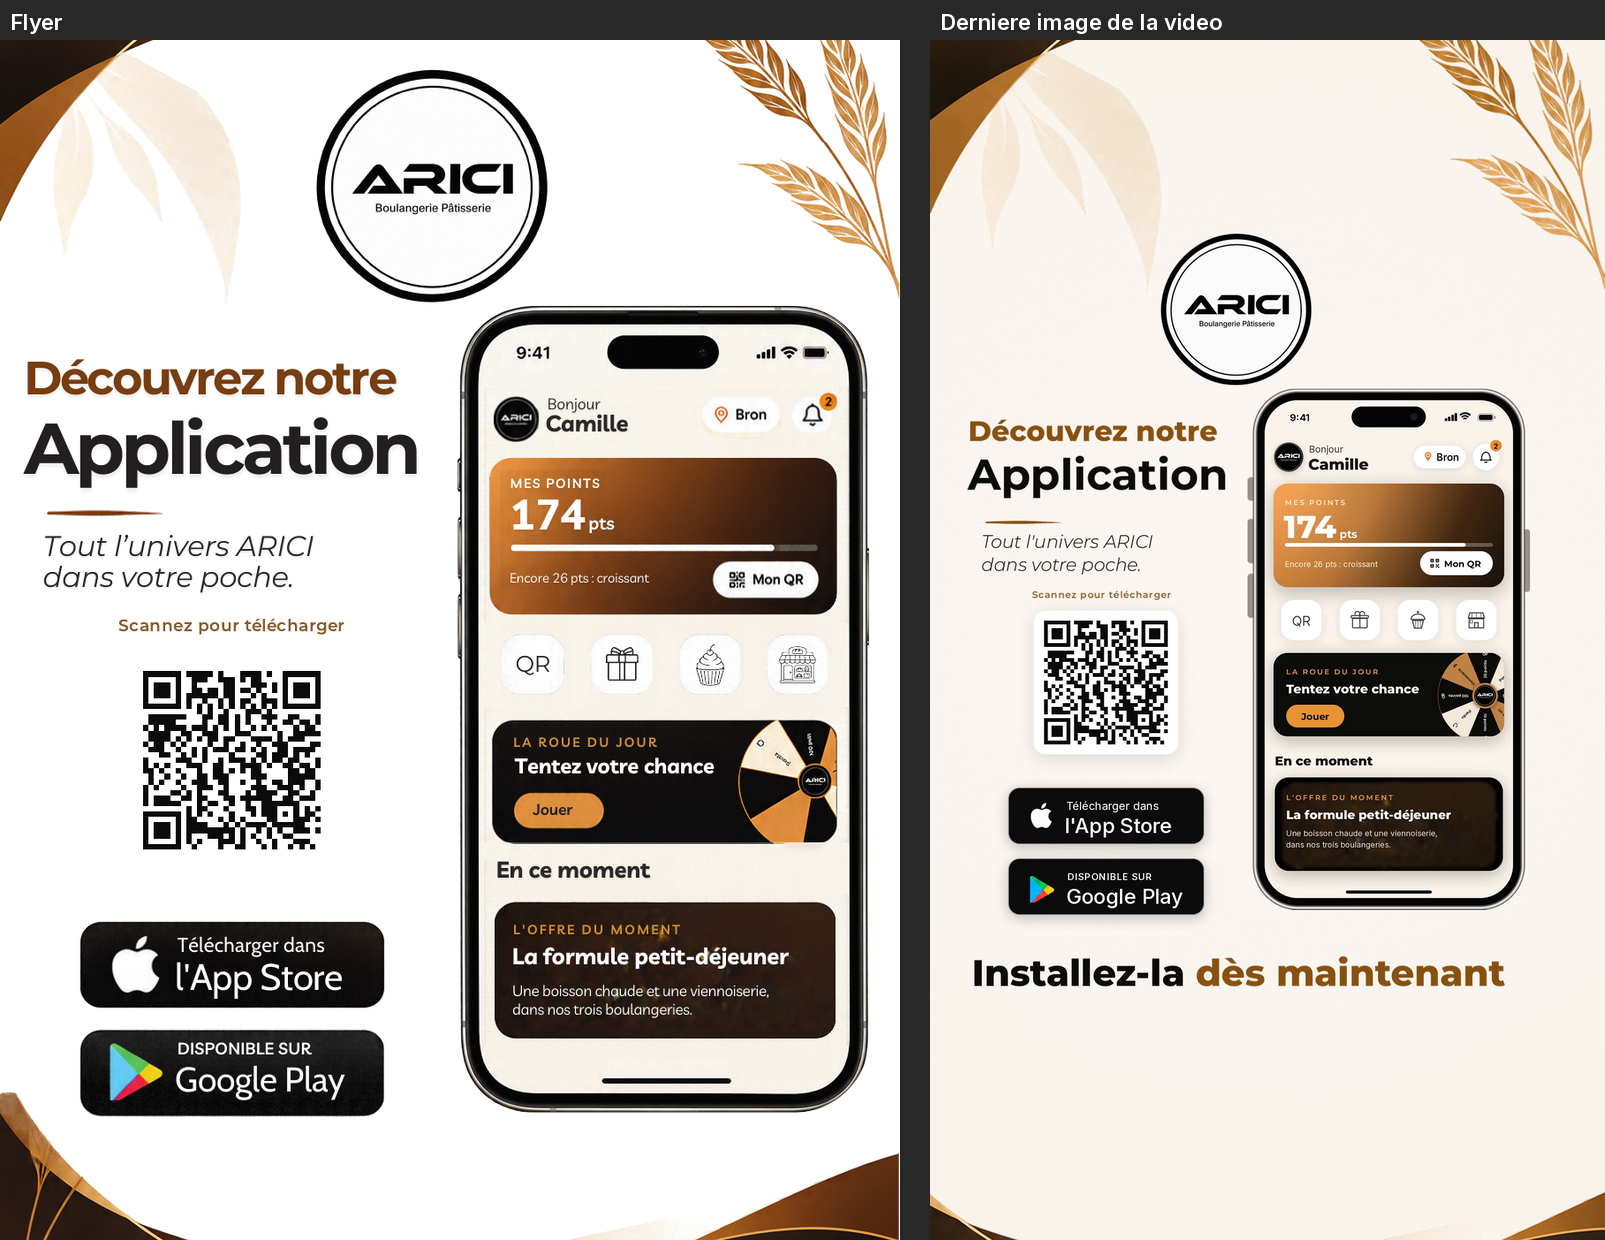 Flyer
ARICI
Boulangerie Pâtisserie
Découvrez notre
Application
Tout l’univers ARICI
dans votre poche.
Scannez pour télécharger
Télécharger dans
l'App Store
DISPONIBLE SUR
Google Play
9:41
ARICI
Bonjour
Camille
Bron
2
MES POINTS
174 pts
Encore 26 pts : croissant
Mon QR
QR
LA ROUE DU JOUR
Tentez votre chance
Jouer
ARICI
En ce moment
L'OFFRE DU MOMENT
La formule petit-déjeuner
Une boisson chaude et une viennoiserie,
dans nos trois boulangeries.
Derniere image de la video
ARICI
Boulangerie Pâtisserie
Découvrez notre
Application
Tout l'univers ARICI
dans votre poche.
Scannez pour télécharger
Télécharger dans
l'App Store
DISPONIBLE SUR
Google Play
9:41
ARICI
Bonjour
Camille
Bron
2
MES POINTS
174 pts
Encore 26 pts : croissant
Mon QR
QR
LA ROUE DU JOUR
Tentez votre chance
Jouer
ARICI
En ce moment
L'OFFRE DU MOMENT
La formule petit-déjeuner
Une boisson chaude et une viennoiserie,
dans nos trois boulangeries.
Installez-la dès maintenant